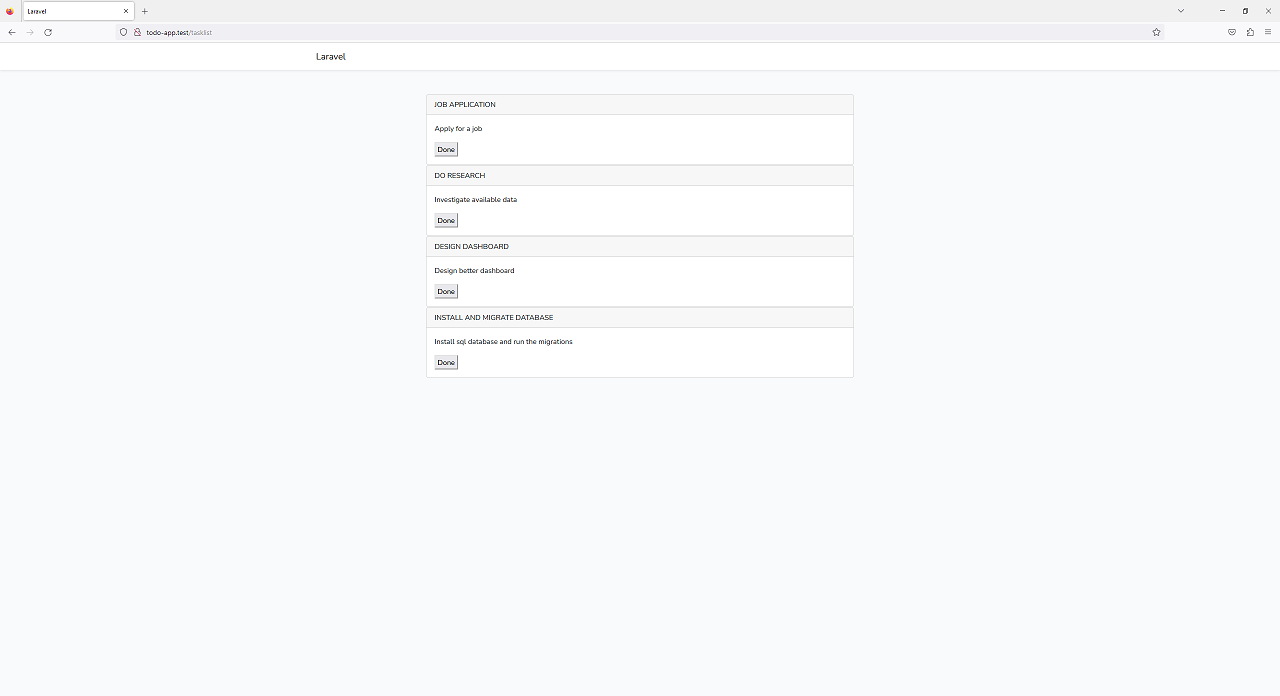 Laravel
todo-app.test/tasklist
Laravel
JOB APPLICATION
Apply for a job
Done
DO RESEARCH
Investigate available data
Done
DESIGN DASHBOARD
Design better dashboard
Done
INSTALL AND MIGRATE DATABASE
Install sql database and run the migrations
Done